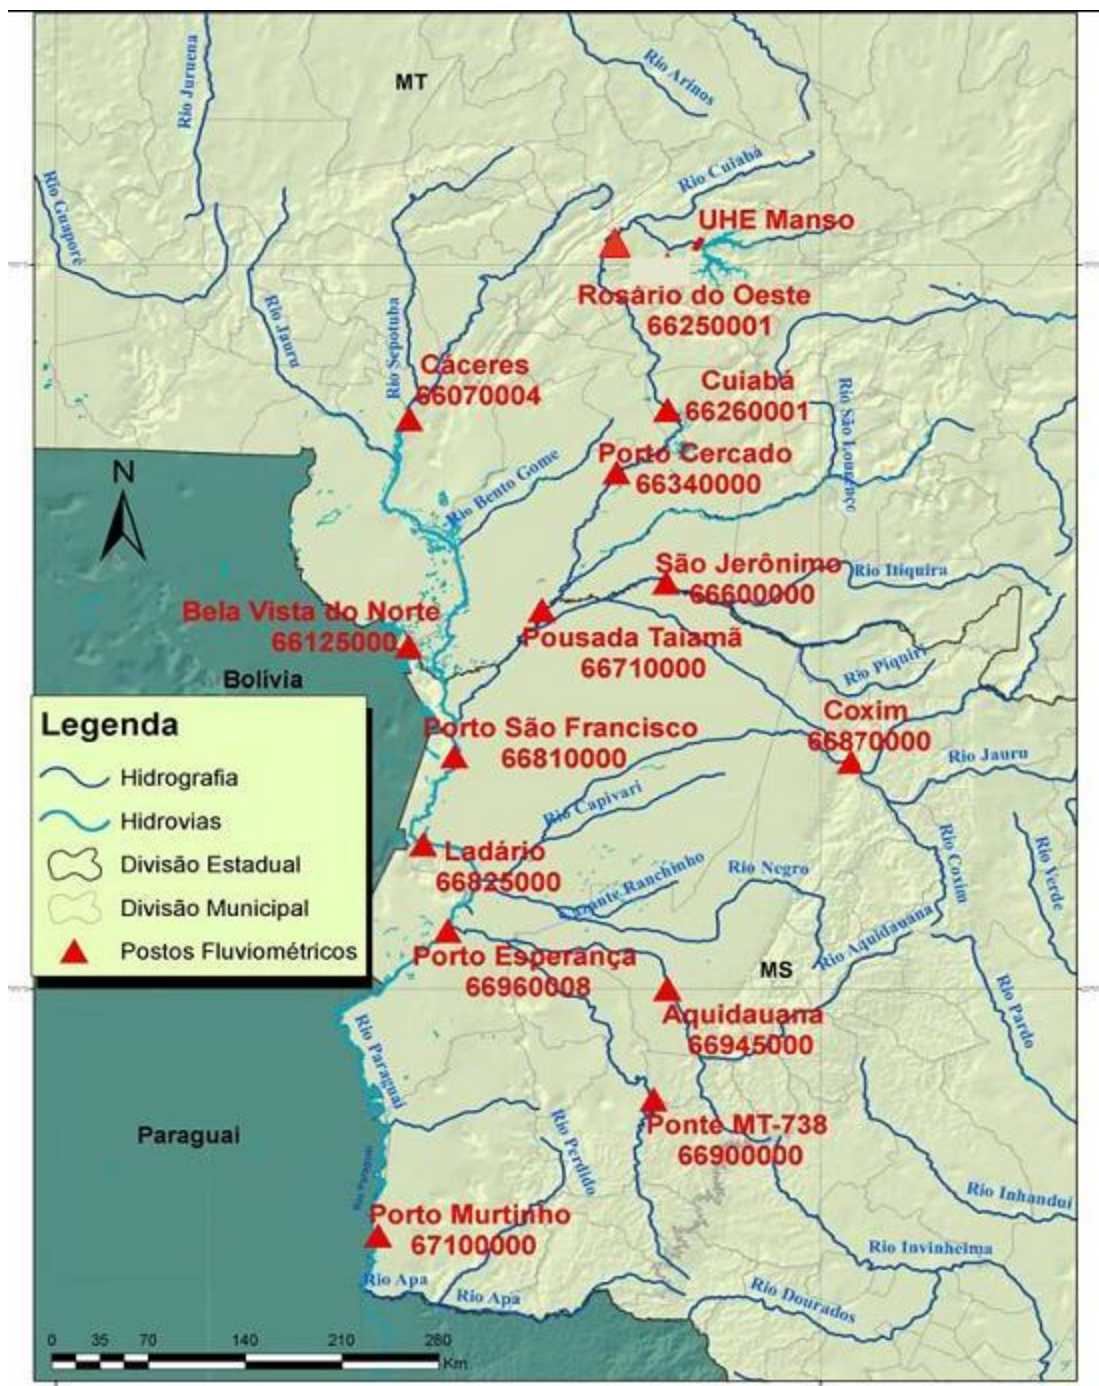 MT
Rio Juruena
Rio Arinos
Rio Cuiabá
Rio Guaporé
UHE Manso
Rosário do Oeste
66250001
Rio Jauru
Rio Sepotuba
Cáceres
66070004
Cuiabá
66260001
Rio São Lourenço
Porto Cercado
66340000
Rio Bento Gome
N
São Jerônimo
66600000
Rio Itiquira
Bela Vista do Norte
66125000
Pousada Taiamã
66710000
Rio Piquiri
Bolívia
Coxim
66870000
Porto São Francisco
66810000
Rio Jauru
Legenda
Hidrografia
Hidrovias
Divisão Estadual
Divisão Municipal
Postos Fluviométricos
Rio Capivari
Ladário
66825000
Rio Coxim
Rio Verde
Rio Negro
Ranchinho
Rio Aquidauana
Porto Esperança
66960008
MS
Aquidauana
66945000
Rio Pardo
Rio Paraguai
Paraguai
Ponte MT-738
66900000
Rio Perdido
Rio Paraguai
Rio Inhanduí
Porto Murtinho
67100000
Rio Invinheima
Rio Apa
Rio Apa
Rio Dourados
0 35 70 140 210 280
Km